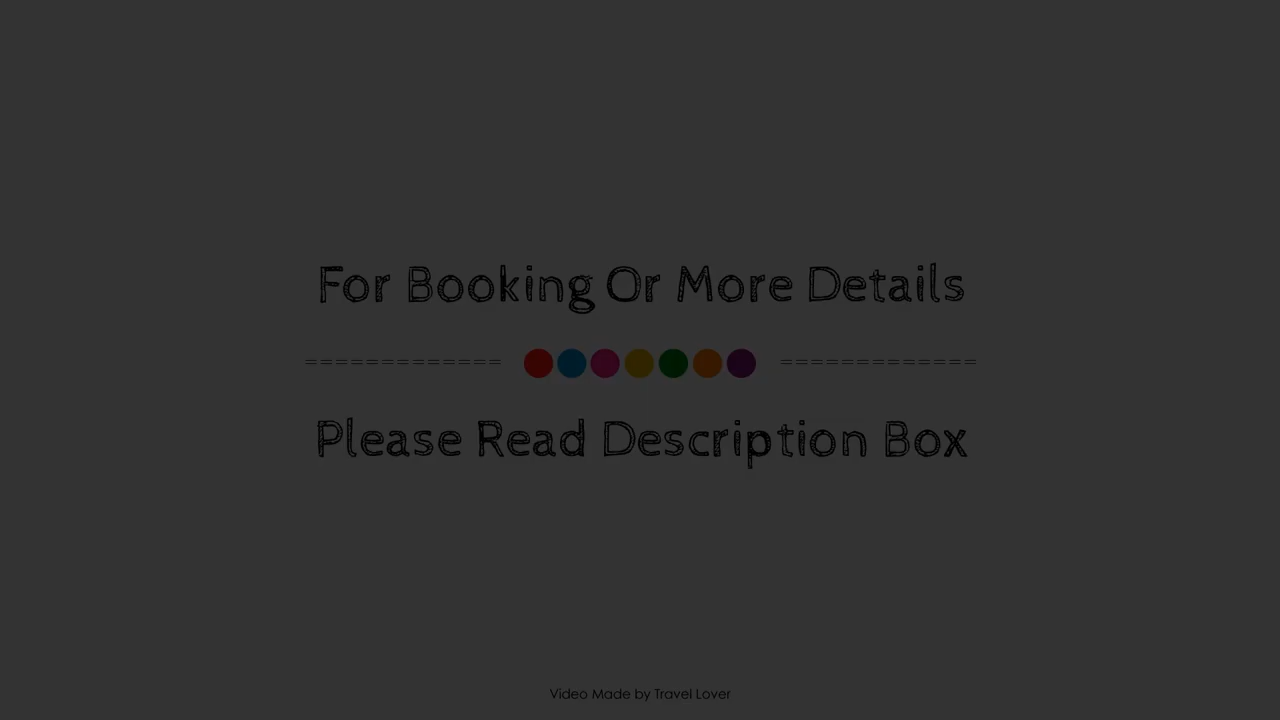 For Booking Or More Details
============= =============
Please Read Description Box
Video Made by Travel Lover